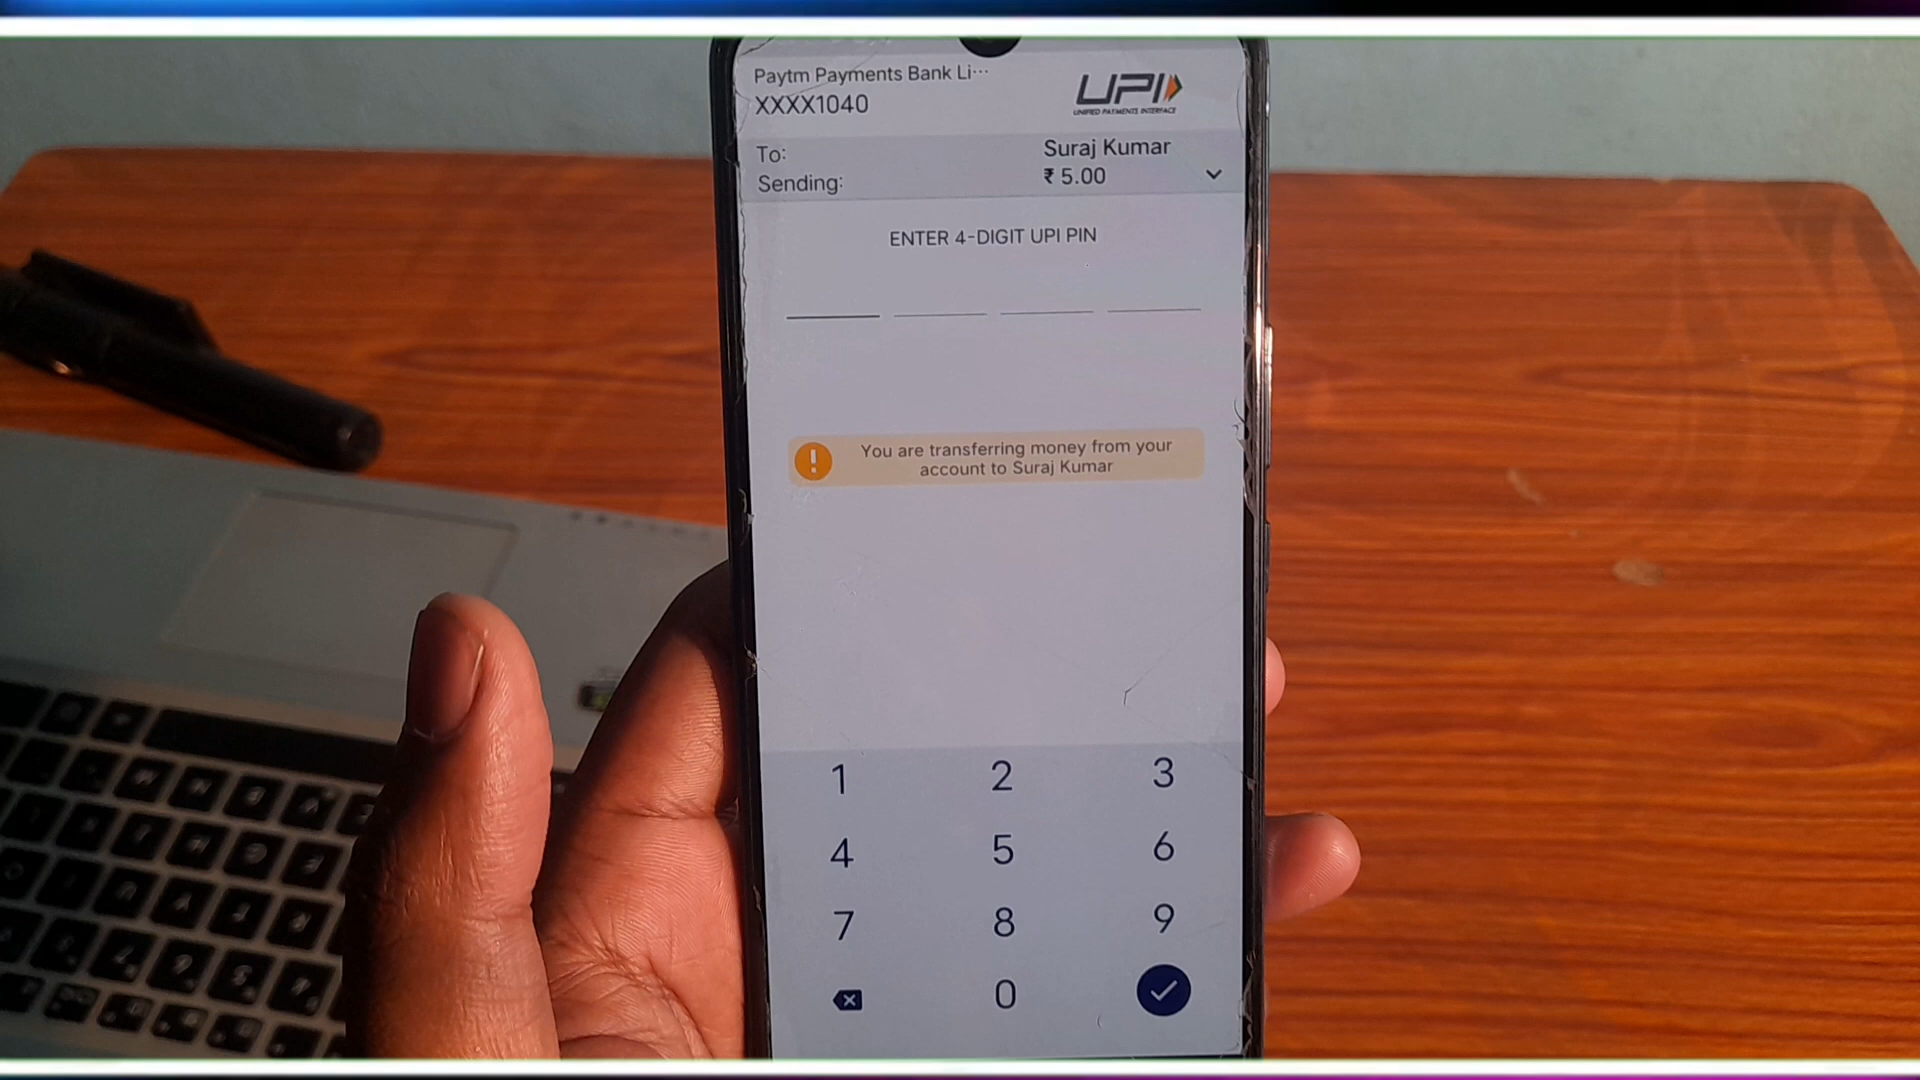 Paytm Payments Bank Li...
XXXX1040
UPI
UNIFIED PAYMENTS INTERFACE
To: Suraj Kumar
Sending: ₹ 5.00
ENTER 4-DIGIT UPI PIN
You are transferring money from your
account to Suraj Kumar
1 2 3
4 5 6
7 8 9
0